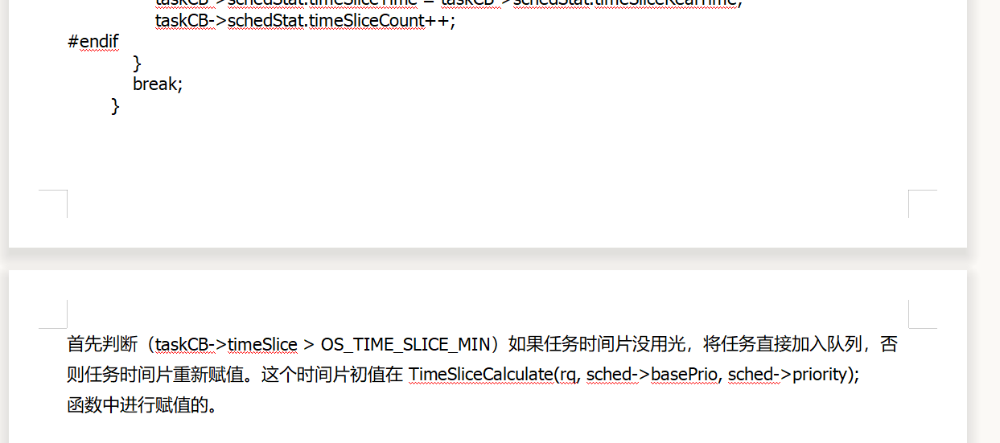 taskCB->schedStat.timeSliceTime = taskCB->schedStat.timeSliceRealTime;
taskCB->schedStat.timeSliceCount++;
#endif
}
break;
}
首先判断（taskCB->timeSlice > OS_TIME_SLICE_MIN）如果任务时间片没用光，将任务直接加入队列，否
则任务时间片重新赋值。这个时间片初值在 TimeSliceCalculate(rq, sched->basePrio, sched->priority);
函数中进行赋值的。